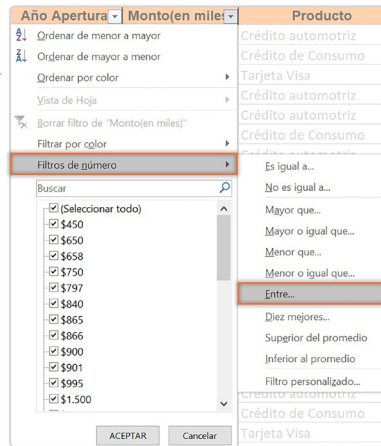 Año Apertura Monto(en miles Producto
Ordenar de menor a mayor
Ordenar de mayor a menor
Ordenar por color
Vista de Hoja
Borrar filtro de "Monto(en miles)"
Filtrar por color
Filtros de número
Buscar
(Seleccionar todo)
$450
$650
$658
$750
$797
$840
$865
$866
$900
$901
$995
$1.500
ACEPTAR Cancelar
Crédito automotriz
Crédito de Consumo
Tarjeta Visa
Crédito automotriz
Crédito automotriz
Crédito de Consumo
Es igual a...
No es igual a...
Mayor que...
Mayor o igual que...
Menor que...
Menor o igual que...
Entre...
Diez mejores...
Superior del promedio
Inferior al promedio
Filtro personalizado...
Crédito automotriz
Crédito de Consumo
Tarjeta Visa